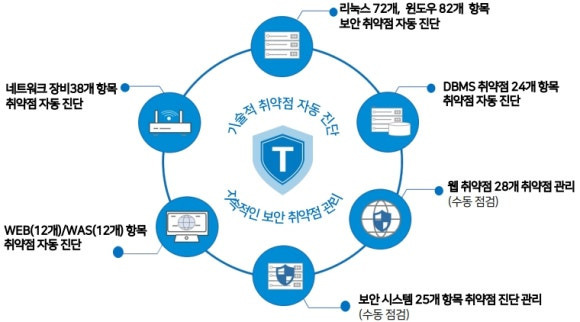 리눅스 72개, 윈도우 82개 항목
보안 취약점 자동 진단
네트워크 장비38개 항목
취약점 자동 진단
DBMS 취약점 24개 항목
취약점 자동 진단
기술적 취약점 자동 진단
T
지속적인 보안 취약점 관리
웹 취약점 28개 취약점 관리
(수동 점검)
WEB(12개)/WAS(12개) 항목
취약점 자동 진단
보안 시스템 25개 항목 취약점 진단 관리
(수동 점검)